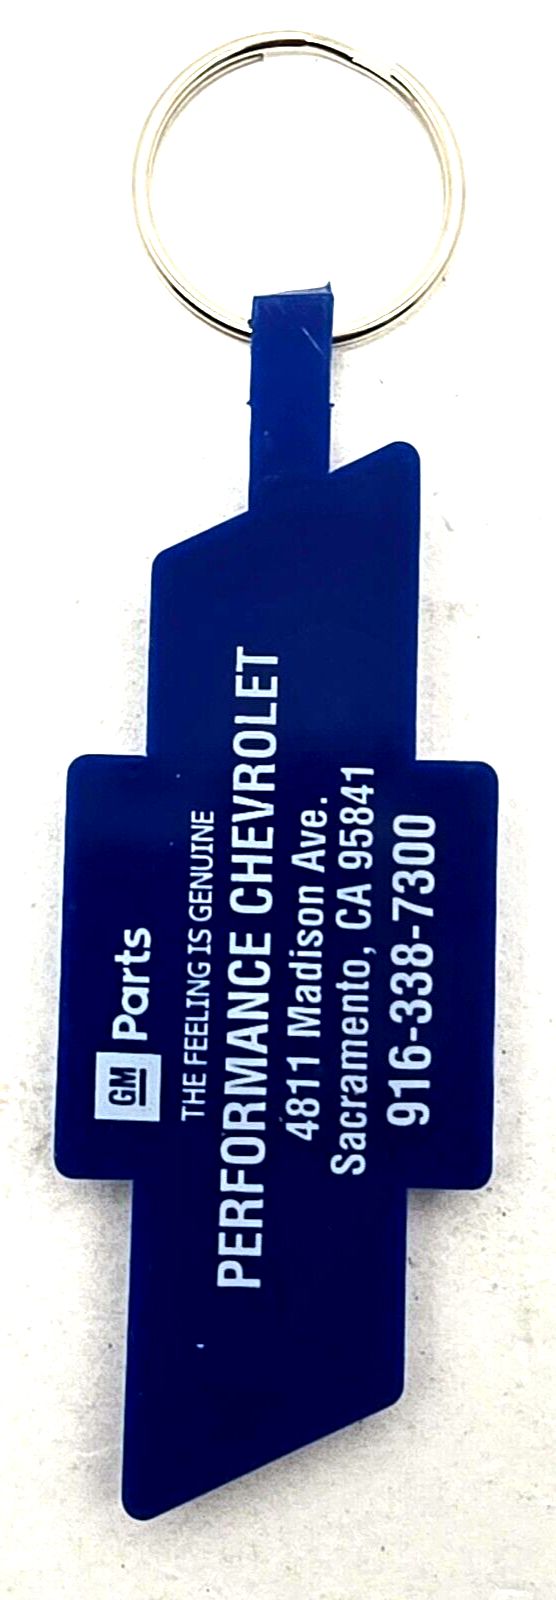 GM Parts
THE FEELING IS GENUINE
PERFORMANCE CHEVROLET
4811 Madison Ave.
Sacramento, CA 95841
916-338-7300